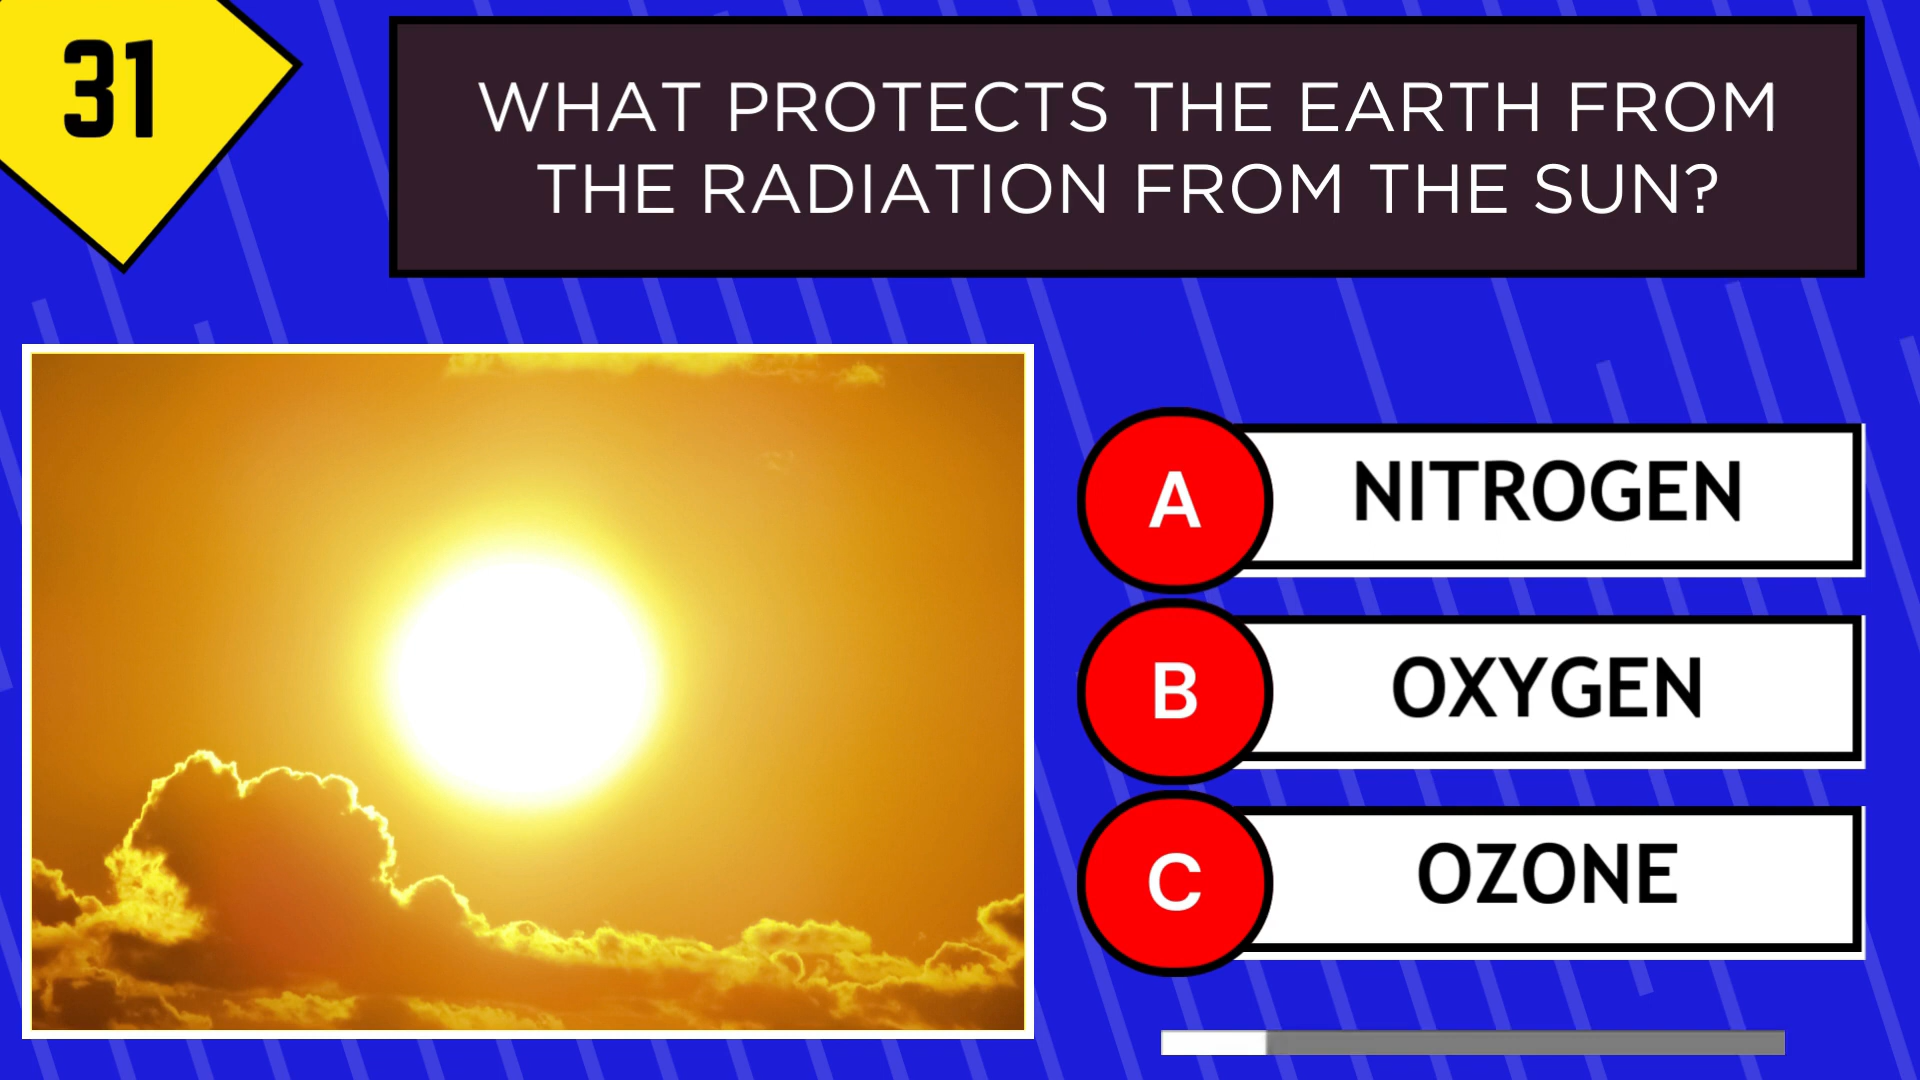 31
WHAT PROTECTS THE EARTH FROM
THE RADIATION FROM THE SUN?
A NITROGEN
B OXYGEN
C OZONE